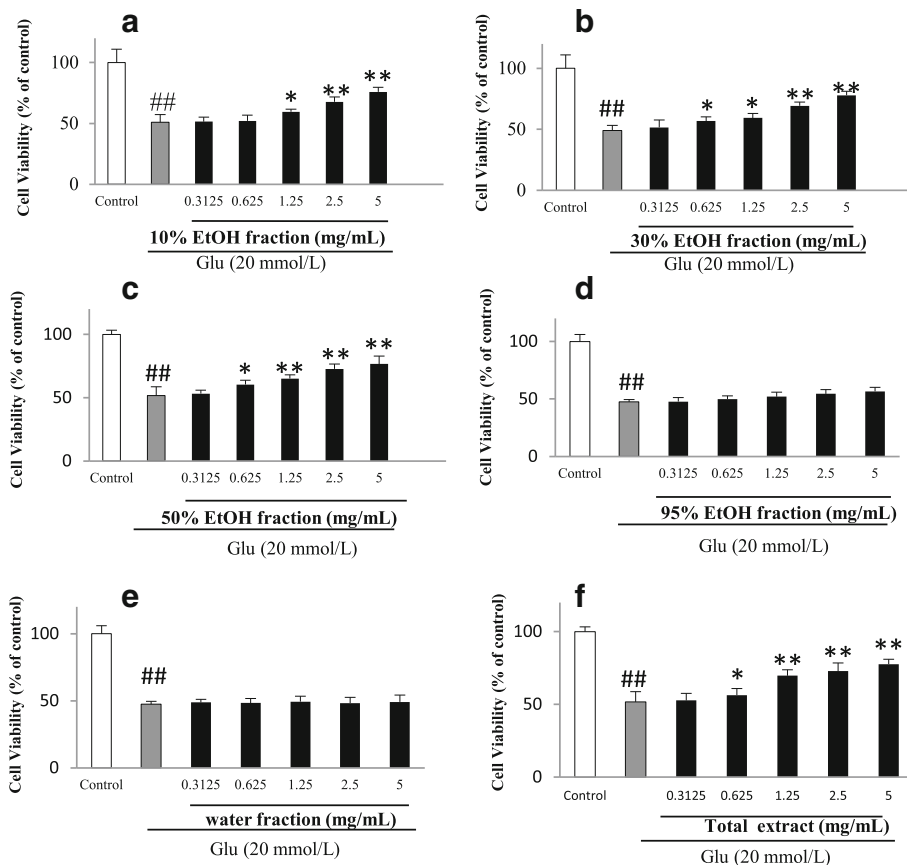 a
Cell Viability (% of control)
100
50
0
##
* ** **
Control 0.3125 0.625 1.25 2.5 5
10% EtOH fraction (mg/mL)
Glu (20 mmol/L)
b
Cell Viability (% of control)
100
50
0
##
* * ** **
Control 0.3125 0.625 1.25 2.5 5
30% EtOH fraction (mg/mL)
Glu (20 mmol/L)
c
Cell Viability (% of control)
100
50
0
##
* ** ** **
Control 0.3125 0.625 1.25 2.5 5
50% EtOH fraction (mg/mL)
Glu (20 mmol/L)
d
Cell Viability (% of control)
100
50
0
##
Control 0.3125 0.625 1.25 2.5 5
95% EtOH fraction (mg/mL)
Glu (20 mmol/L)
e
Cell Viability (% of control)
100
50
0
##
Control 0.3125 0.625 1.25 2.5 5
water fraction (mg/mL)
Glu (20 mmol/L)
f
Cell Viability (% of control)
100
50
0
##
* ** ** **
Control 0.3125 0.625 1.25 2.5 5
Total extract (mg/mL)
Glu (20 mmol/L)